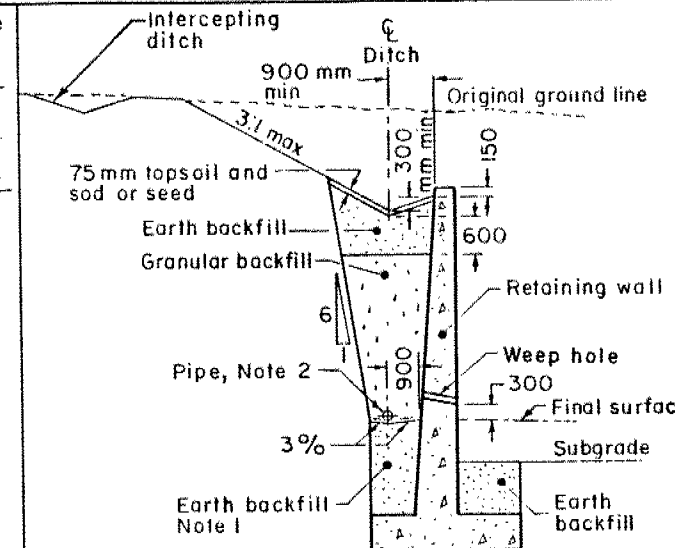 Intercepting
ditch
℄
Ditch
900 mm
min
Original ground line
3:1 max
300
mm min
150
75mm topsoil and
sod or seed
Earth backfill
600
Granular backfill
Retaining wall
6
1
Weep hole
Pipe, Note 2
900
300
Final surfac
3%
Subgrade
Earth backfill
Note 1
Earth
backfill